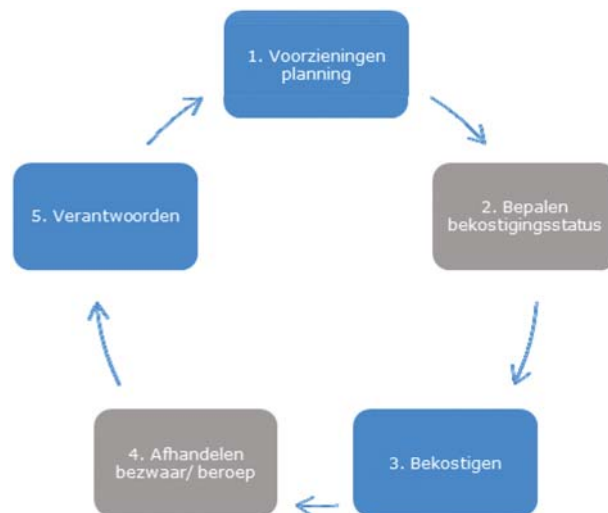 1. Voorzieningen
planning
2. Bepalen
bekostigingsstatus
3. Bekostigen
4. Afhandelen
bezwaar/ beroep
5. Verantwoorden